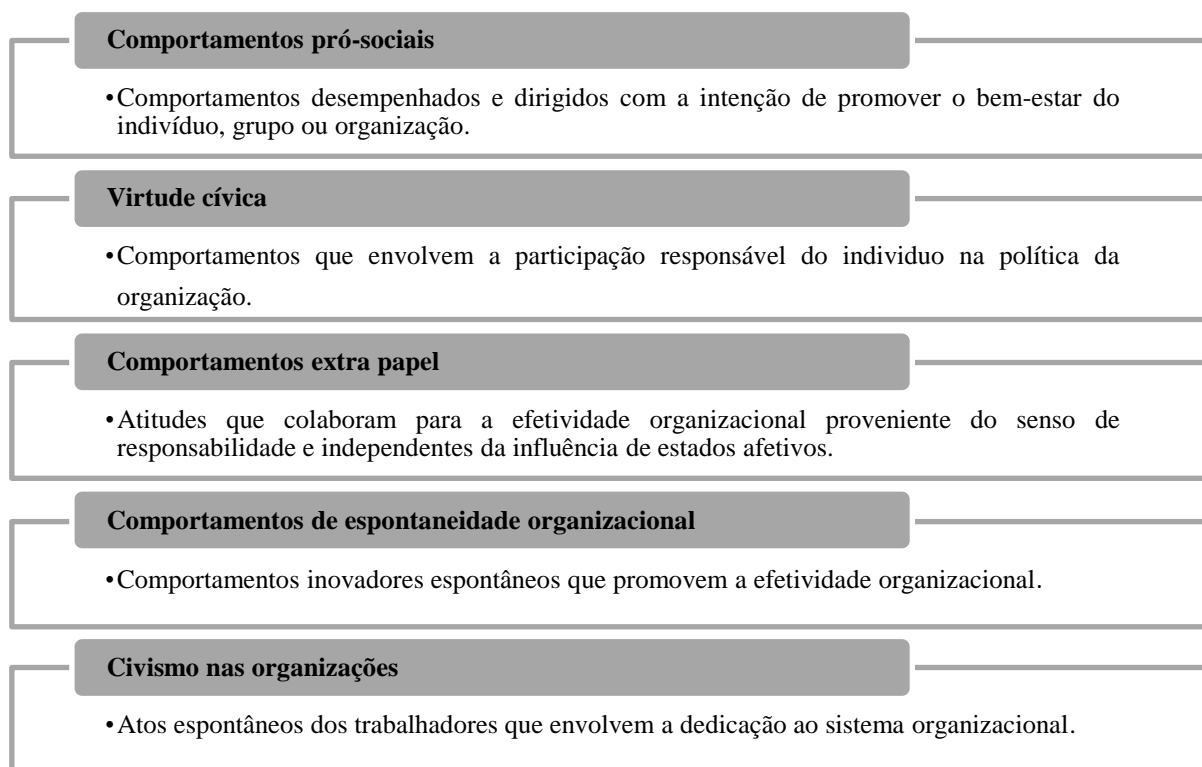 Comportamentos pró-sociais
•Comportamentos desempenhados e dirigidos com a intenção de promover o bem-estar do
indivíduo, grupo ou organização.
Virtude cívica
•Comportamentos que envolvem a participação responsável do individuo na política da
organização.
Comportamentos extra papel
•Atitudes que colaboram para a efetividade organizacional proveniente do senso de
responsabilidade e independentes da influência de estados afetivos.
Comportamentos de espontaneidade organizacional
•Comportamentos inovadores espontâneos que promovem a efetividade organizacional.
Civismo nas organizações
•Atos espontâneos dos trabalhadores que envolvem a dedicação ao sistema organizacional.